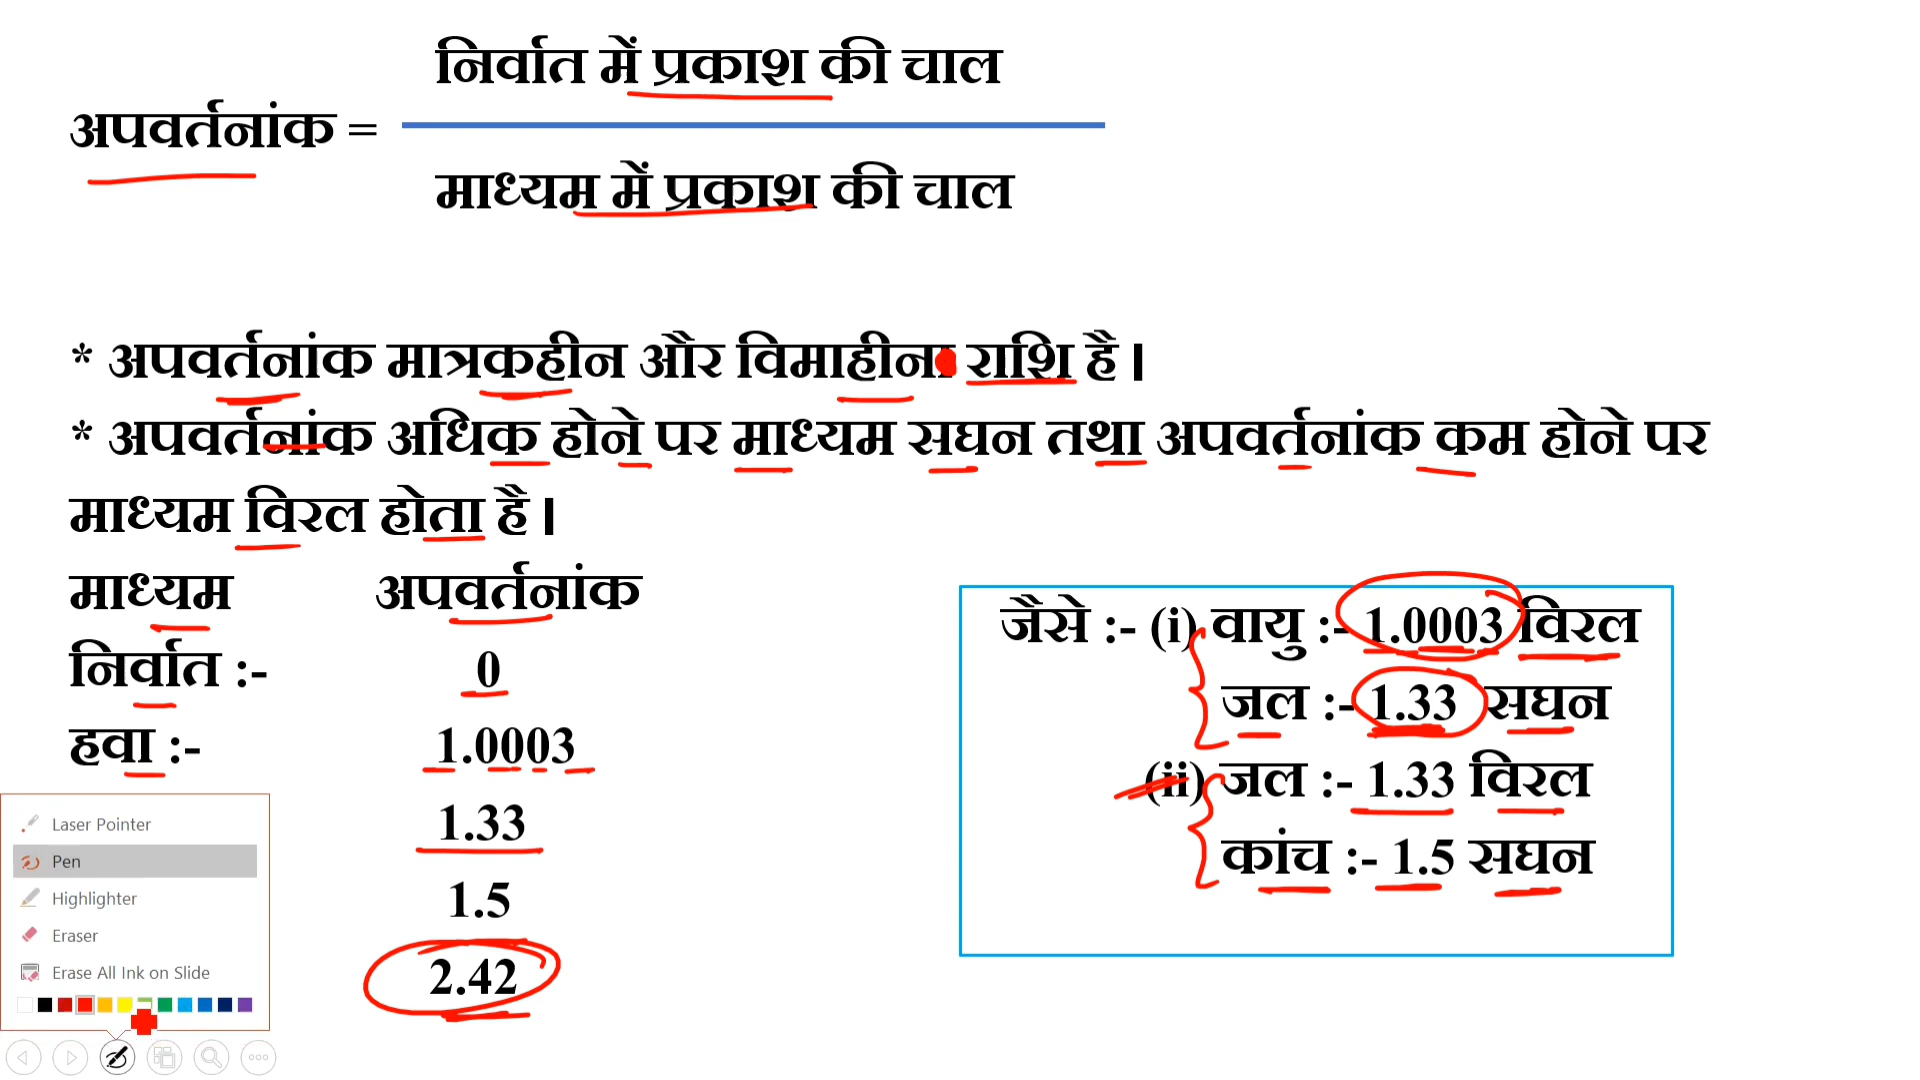 निर्वात में प्रकाश की चाल
अपवर्तनांक =
माध्यम में प्रकाश की चाल
* अपवर्तनांक मात्रकहीन और विमाहीन राशि है ।
* अपवर्तनांक अधिक होने पर माध्यम सघन तथा अपवर्तनांक कम होने पर
माध्यम विरल होता है ।
माध्यम अपवर्तनांक
निर्वात :- 0
हवा :- 1.0003
1.33
1.5
2.42
जैसे :- (i) वायु :- 1.0003 विरल
जल :- 1.33 सघन
(ii) जल :- 1.33 विरल
कांच :- 1.5 सघन
Laser Pointer
Pen
Highlighter
Eraser
Erase All Ink on Slide